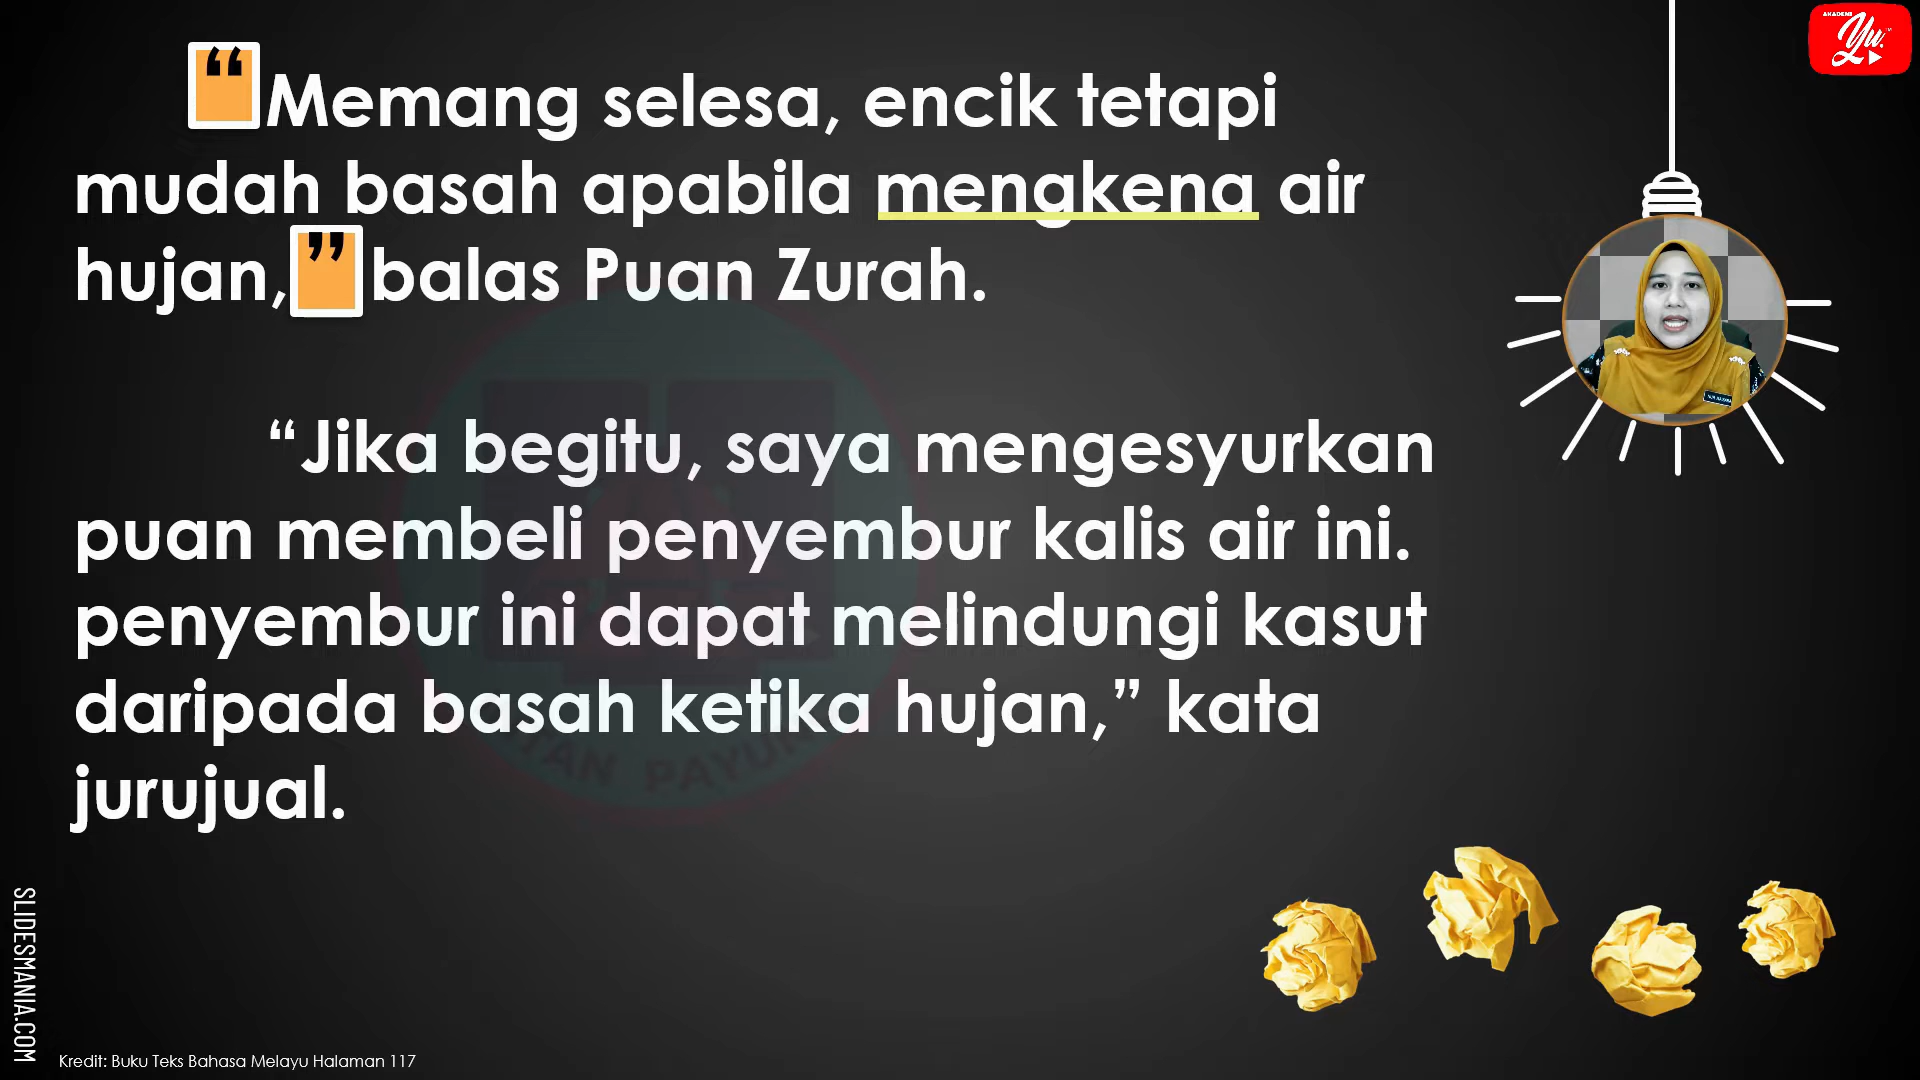 “Memang selesa, encik tetapi
mudah basah apabila mengkena air
hujan,” balas Puan Zurah.
“Jika begitu, saya mengesyurkan
puan membeli penyembur kalis air ini.
penyembur ini dapat melindungi kasut
daripada basah ketika hujan,” kata
jurujual.
AKADEMI
Yu.
SLIDESMANIA.COM
Kredit: Buku Teks Bahasa Melayu Halaman 117